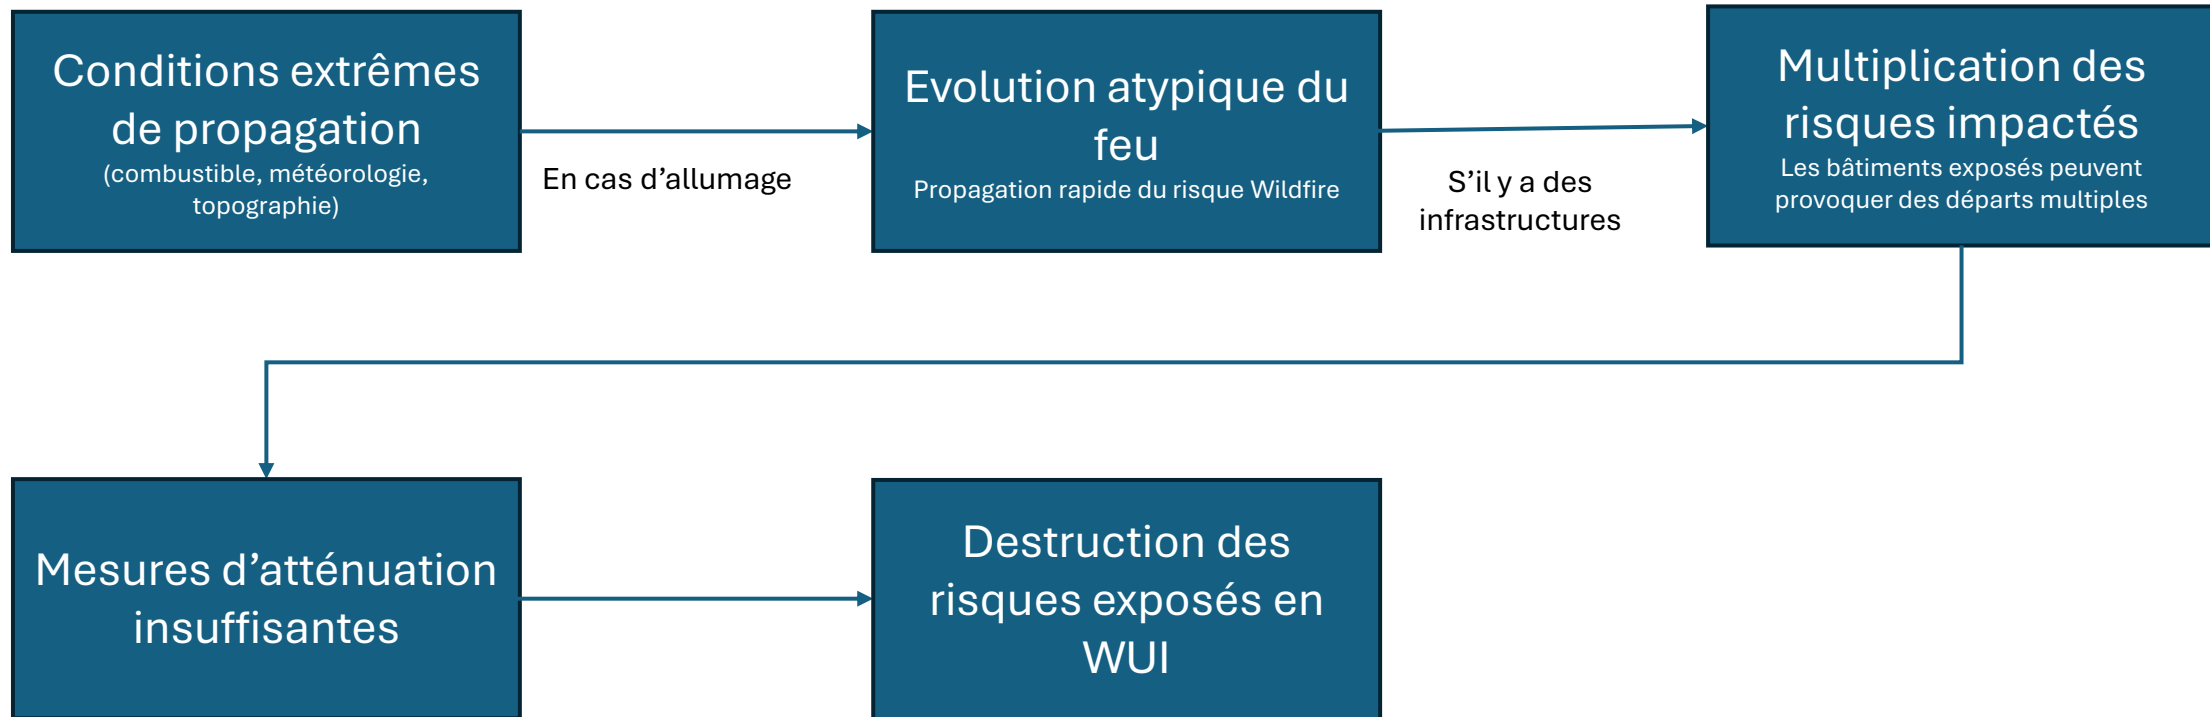 Conditions extrêmes
de propagation
(combustible, météorologie,
topographie)
En cas d'allumage
Evolution atypique du
feu
Propagation rapide du risque Wildfire
S'il y a des
infrastructures
Multiplication des
risques impactés
Les bâtiments exposés peuvent
provoquer des départs multiples
Mesures d'atténuation
insuffisantes
Destruction des
risques exposés en
WUI